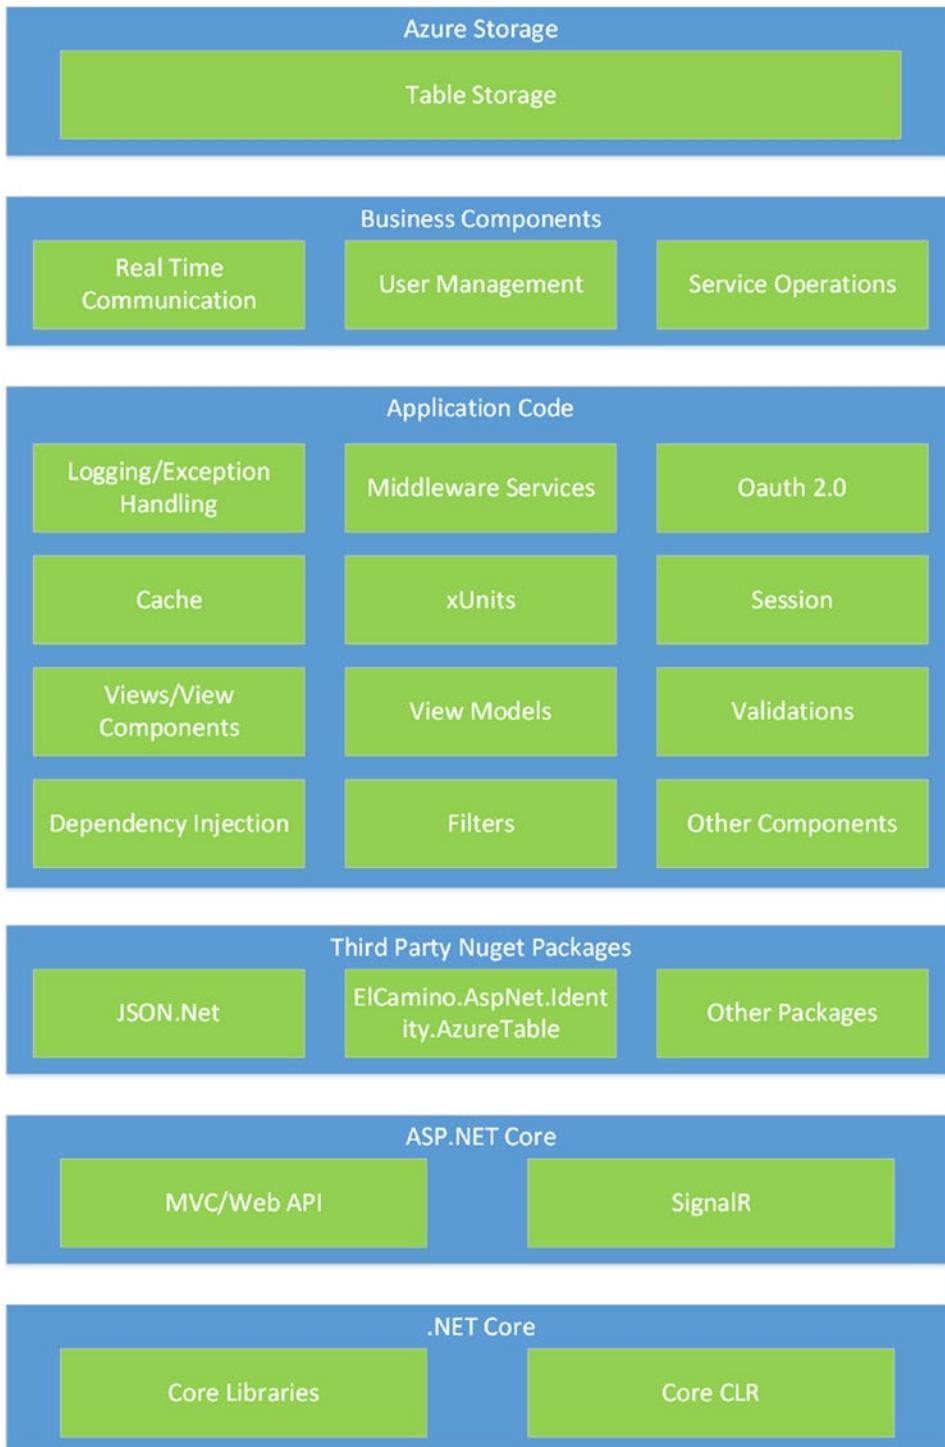 Azure Storage
Table Storage
Business Components
Real Time
Communication
User Management
Service Operations
Application Code
Logging/Exception
Handling
Middleware Services
Oauth 2.0
Cache
xUnits
Session
Views/View
Components
View Models
Validations
Dependency Injection
Filters
Other Components
Third Party Nuget Packages
JSON.Net
ElCamino.AspNet.Ident
ity.AzureTable
Other Packages
ASP.NET Core
MVC/Web API
SignalR
.NET Core
Core Libraries
Core CLR